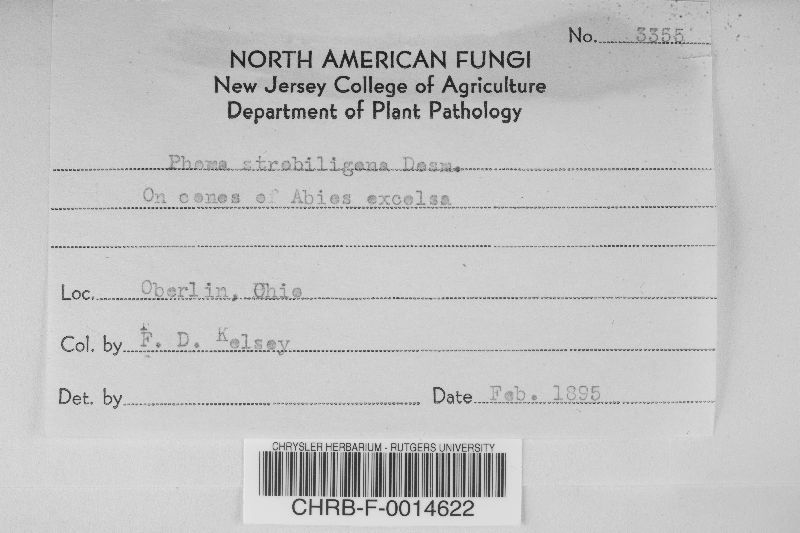 No. 3355
NORTH AMERICAN FUNGI
New Jersey College of Agriculture
Department of Plant Pathology
Phoma strobiligena Desm.
On cones of Abies excelsa
Loc. Oberlin, Ohio
Col. by F. D. Kelsey
Det. by
Date Feb. 1895
CHRYSLER HERBARIUM - RUTGERS UNIVERSITY
CHRB-F-0014622